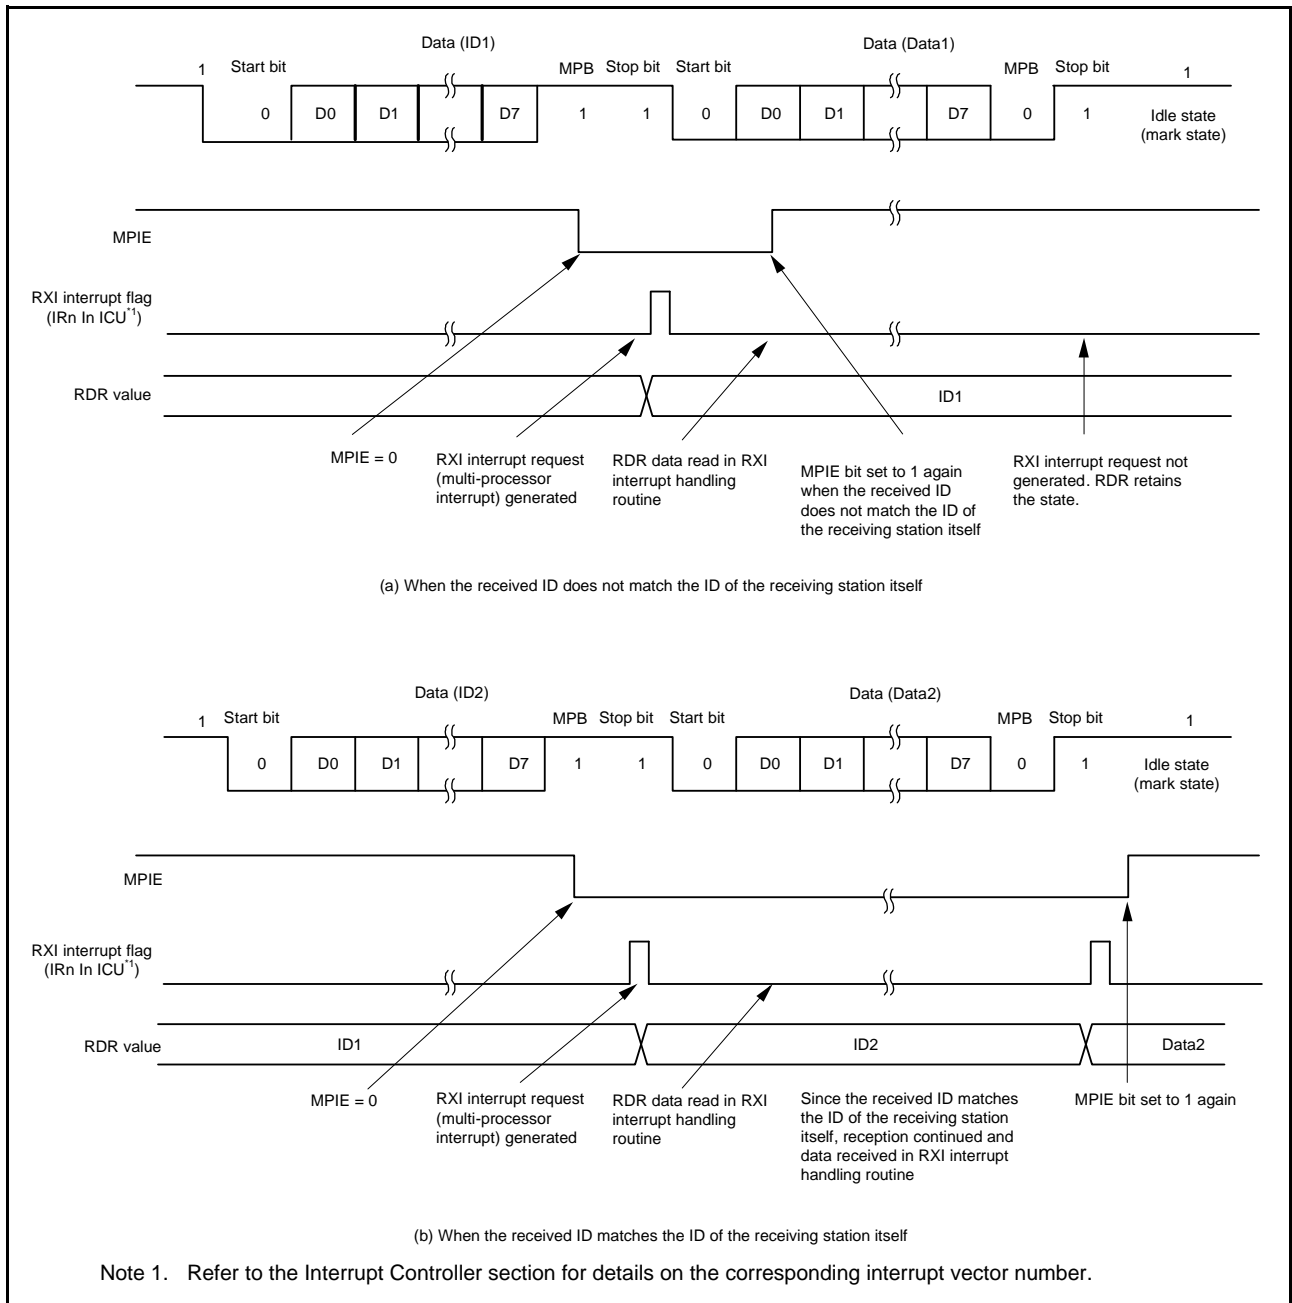 Data (ID1) Data (Data1)
1 Start bit MPB Stop bit Start bit MPB Stop bit 1
0 D0 D1 D7 1 1 0 D0 D1 D7 0 1 Idle state
(mark state)
MPIE
RXI interrupt flag
(IRn In ICU*1)
RDR value ID1
MPIE = 0
RXI interrupt request
(multi-processor
interrupt) generated
RDR data read in RXI
interrupt handling
routine
MPIE bit set to 1 again
when the received ID
does not match the ID of
the receiving station itself
RXI interrupt request not
generated. RDR retains
the state.
(a) When the received ID does not match the ID of the receiving station itself
Data (ID2) Data (Data2)
1 Start bit MPB Stop bit Start bit MPB Stop bit 1
0 D0 D1 D7 1 1 0 D0 D1 D7 0 1 Idle state
(mark state)
MPIE
RXI interrupt flag
(IRn In ICU*1)
RDR value ID1 ID2 Data2
MPIE = 0
RXI interrupt request
(multi-processor
interrupt) generated
RDR data read in RXI
interrupt handling
routine
Since the received ID matches
the ID of the receiving station
itself, reception continued and
data received in RXI interrupt
handling routine
MPIE bit set to 1 again
(b) When the received ID matches the ID of the receiving station itself
Note 1. Refer to the Interrupt Controller section for details on the corresponding interrupt vector number.